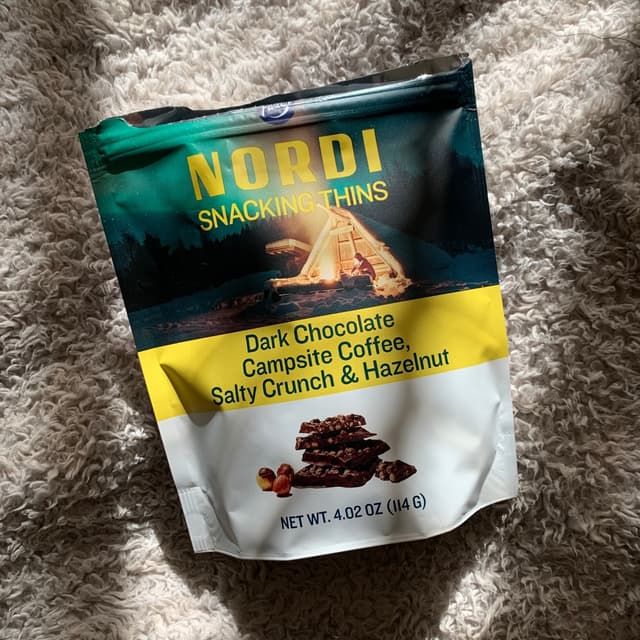 NORDI
SNACKING THINS
Dark Chocolate
Campsite Coffee,
Salty Crunch & Hazelnut
NET WT. 4.02 OZ (114 G)